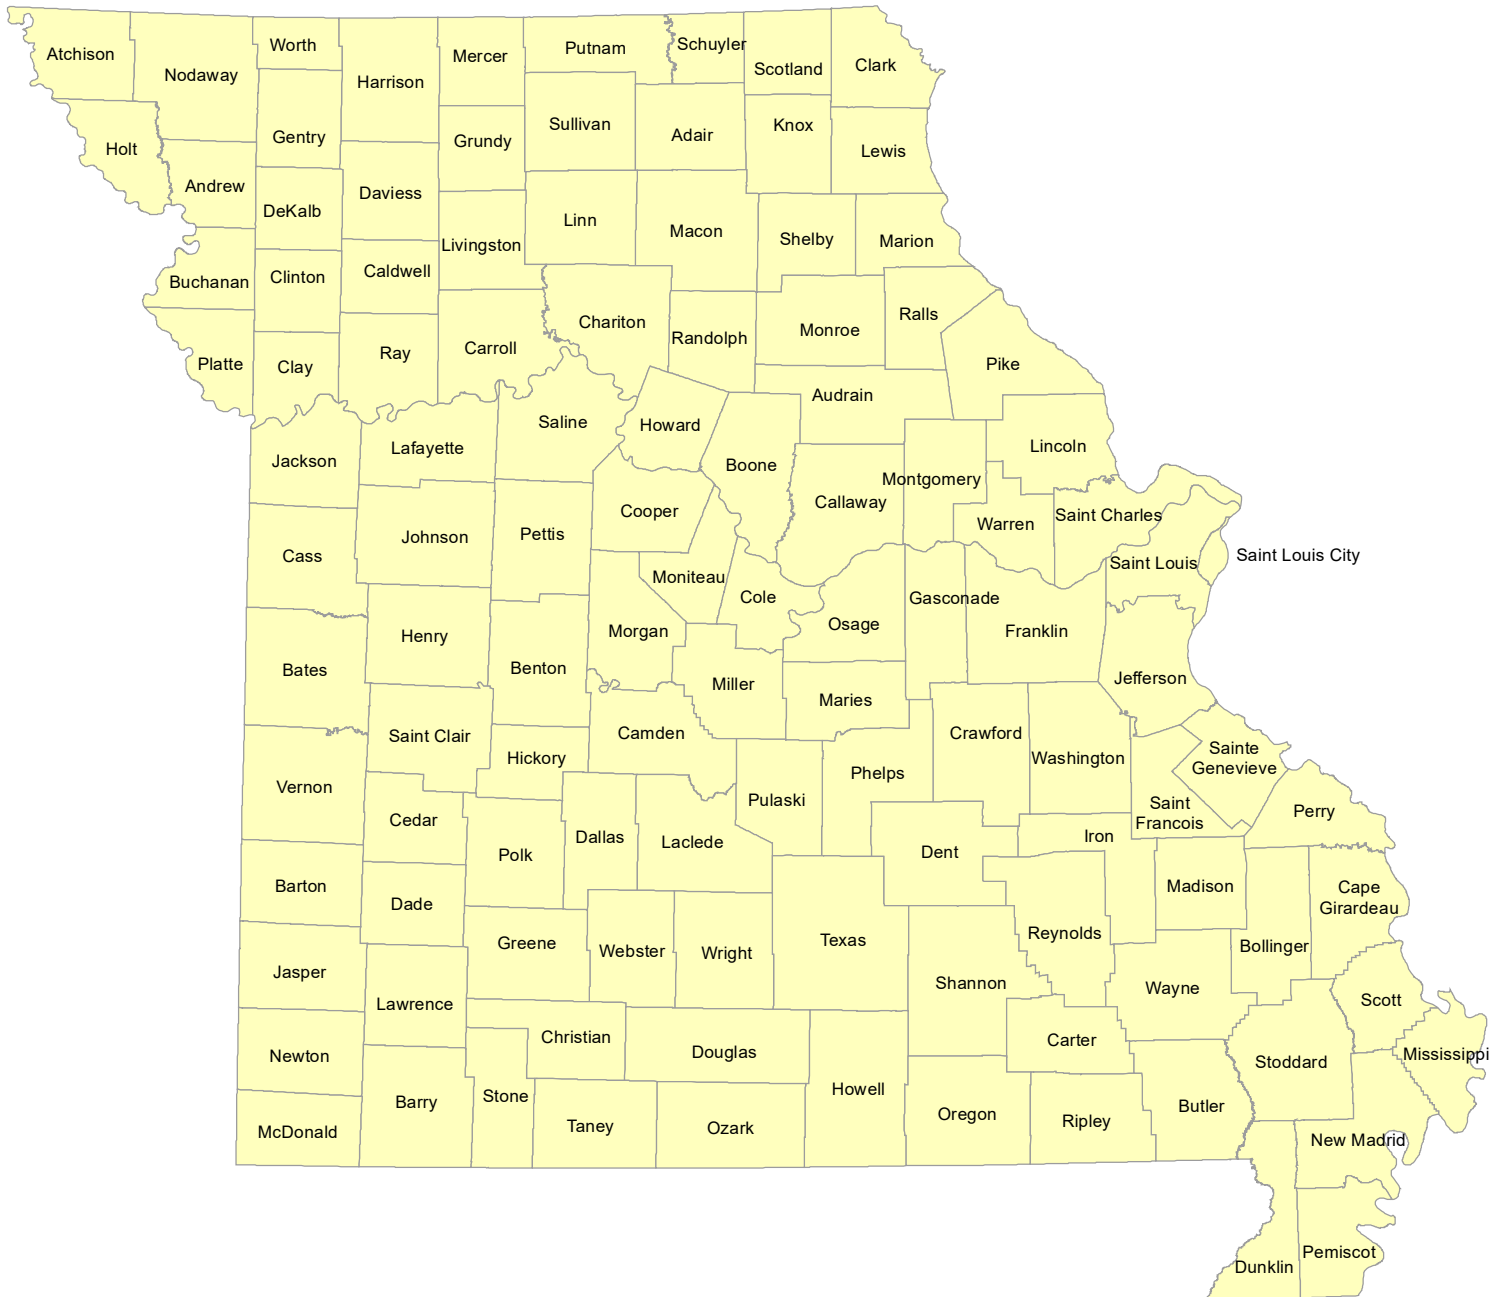 Atchison
Nodaway
Worth
Harrison
Mercer
Putnam
Schuyler
Scotland
Clark
Holt
Gentry
Grundy
Sullivan
Adair
Knox
Lewis
Andrew
DeKalb
Daviess
Livingston
Linn
Macon
Shelby
Marion
Buchanan
Clinton
Caldwell
Chariton
Randolph
Monroe
Ralls
Platte
Clay
Ray
Carroll
Pike
Audrain
Saline
Howard
Jackson
Lafayette
Boone
Lincoln
Callaway
Montgomery
Cooper
Warren
Saint Charles
Cass
Johnson
Pettis
Saint Louis
Saint Louis City
Moniteau
Cole
Gasconade
Henry
Morgan
Osage
Franklin
Bates
Benton
Miller
Maries
Jefferson
Saint Clair
Camden
Crawford
Hickory
Washington
Sainte
Genevieve
Vernon
Pulaski
Phelps
Saint
Francois
Perry
Cedar
Polk
Dallas
Laclede
Dent
Iron
Barton
Dade
Madison
Cape
Girardeau
Greene
Webster
Wright
Texas
Reynolds
Bollinger
Jasper
Lawrence
Shannon
Wayne
Scott
Newton
Christian
Douglas
Carter
Stoddard
Mississippi
Barry
Stone
Howell
McDonald
Taney
Ozark
Oregon
Ripley
Butler
New Madrid
Dunklin
Pemiscot